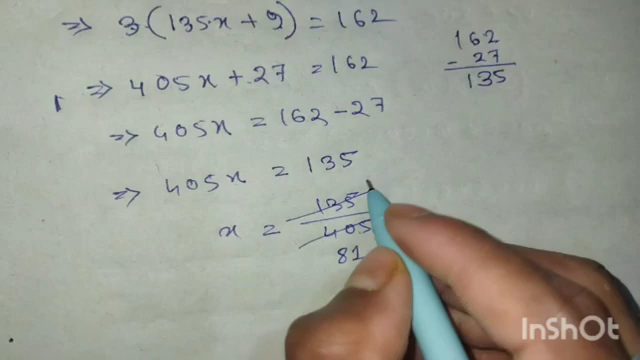 ⇒ 3(135x + 9) = 162
⇒ 405x + 27 = 162
⇒ 405x = 162 - 27
⇒ 405x = 135
x = 135/405
81
162
- 27
135
InShOt